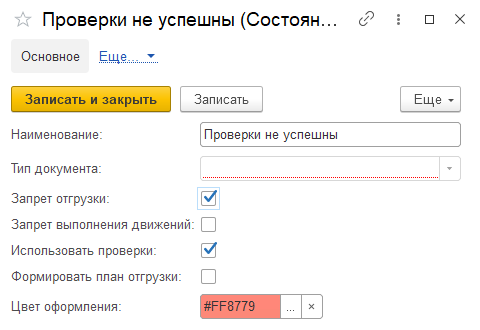 Проверки не успешны (Состоян...
Основное Еще...
Записать и закрыть Записать Еще
Наименование: Проверки не успешны
Тип документа:
Запрет отгрузки:
Запрет выполнения движений:
Использовать проверки:
Формировать план отгрузки:
Цвет оформления: #FF8779 ... ×